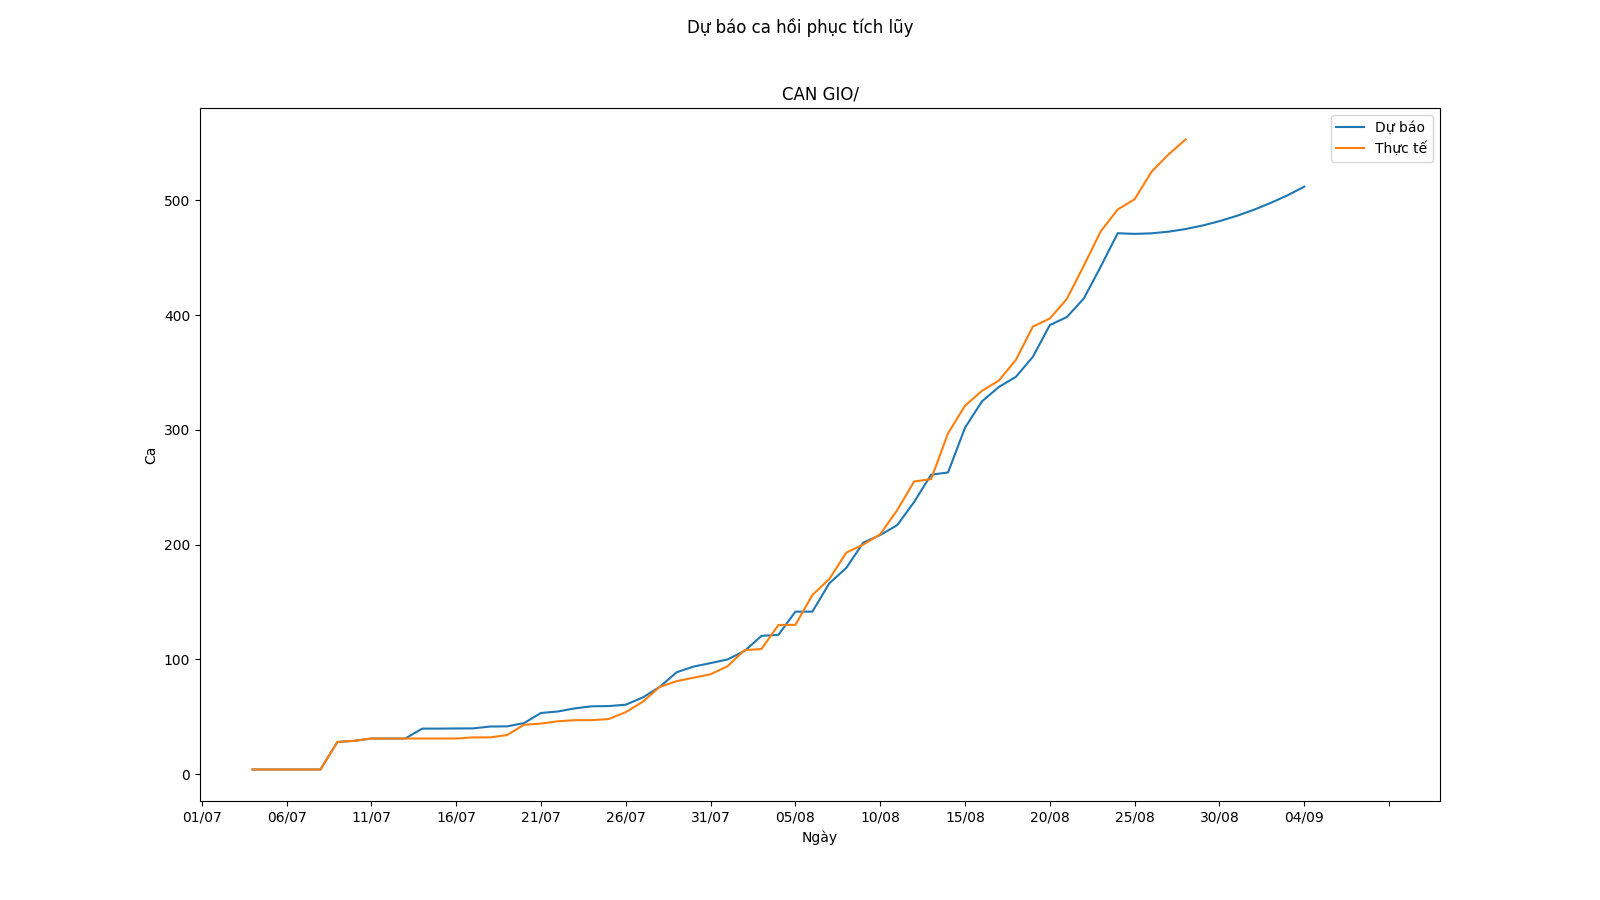 Dự báo ca hồi phục tích lũy
CAN GIO/
Dự báo
Thực tế
500
400
300
200
100
0
Ca
01/07 06/07 11/07 16/07 21/07 26/07 31/07 05/08 10/08 15/08 20/08 25/08 30/08 04/09
Ngày